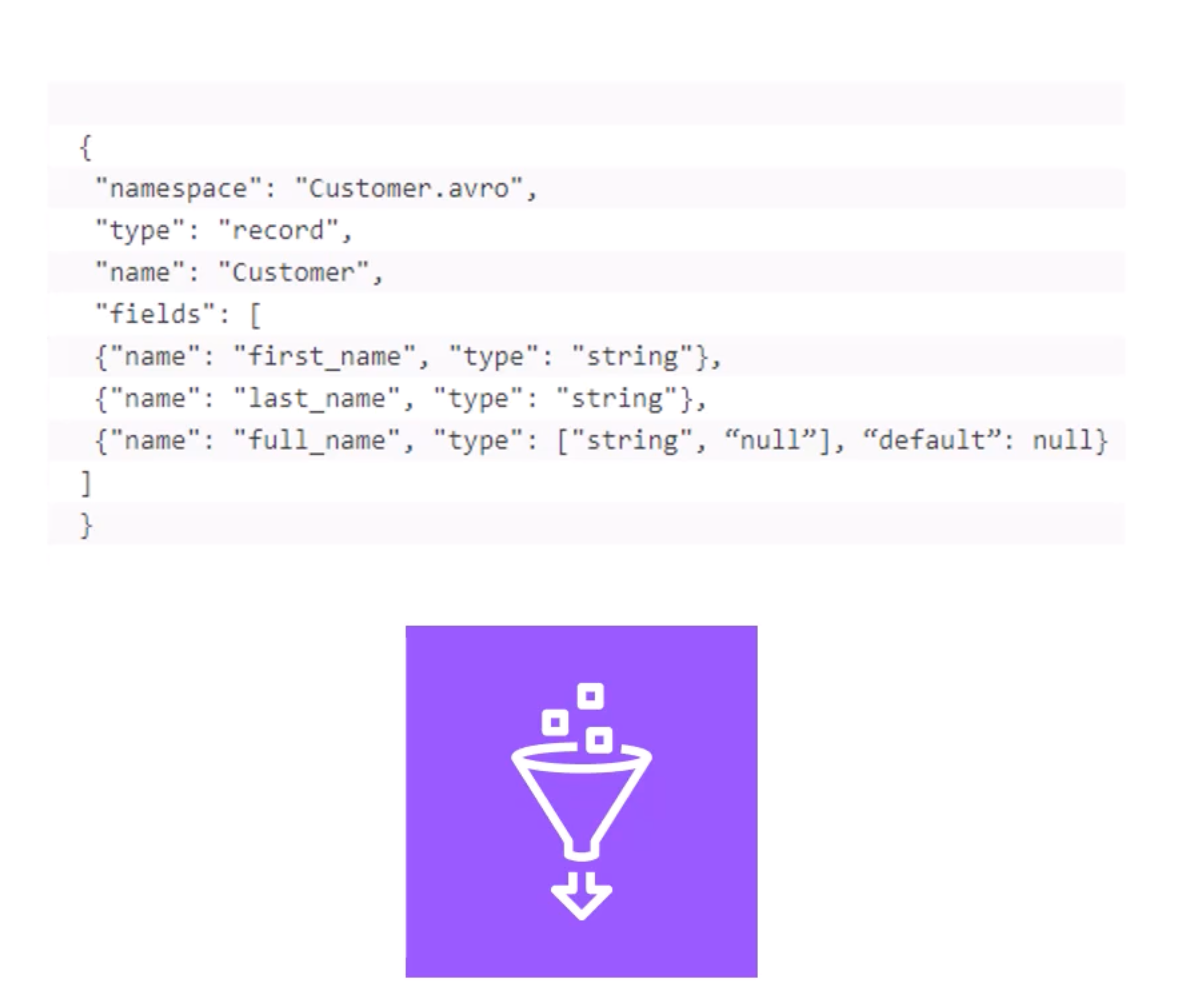 {
"namespace": "Customer.avro",
"type": "record",
"name": "Customer",
"fields": [
{"name": "first_name", "type": "string"},
{"name": "last_name", "type": "string"},
{"name": "full_name", "type": ["string", “null”], “default”: null}
]
}